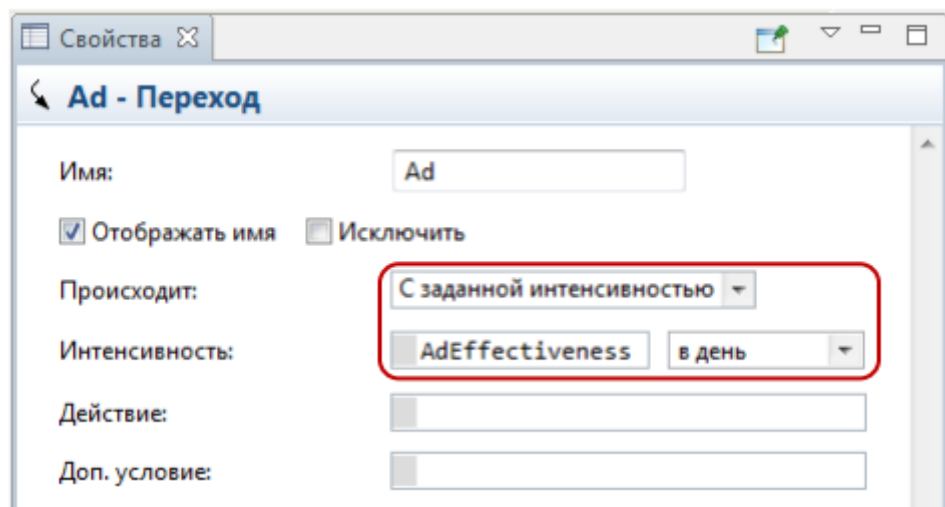 Свойства
Ad - Переход
Имя: Ad
Отображать имя Исключить
Происходит: С заданной интенсивностью
Интенсивность: AdEffectiveness в день
Действие:
Доп. условие: